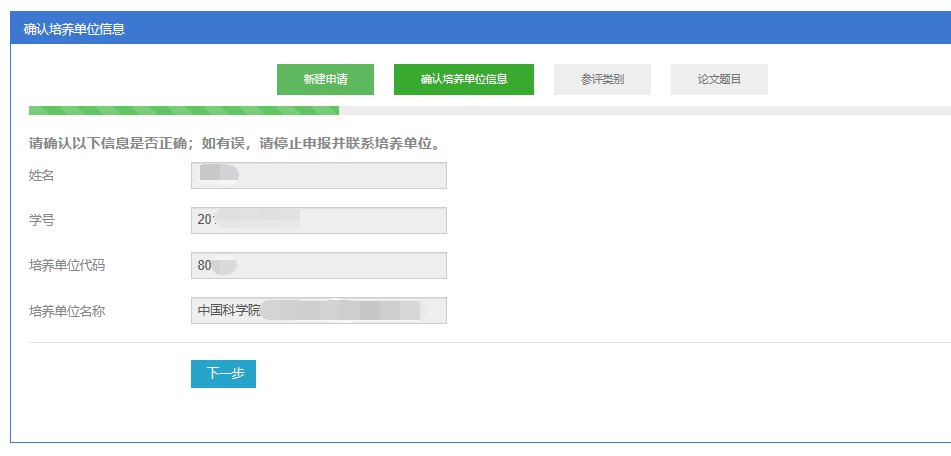 确认培养单位信息
新建申请 确认培养单位信息 参评类别 论文题目
请确认以下信息是否正确；如有误，请停止申报并联系培养单位。
姓名
学号 201
培养单位代码 80
培养单位名称 中国科学院
下一步